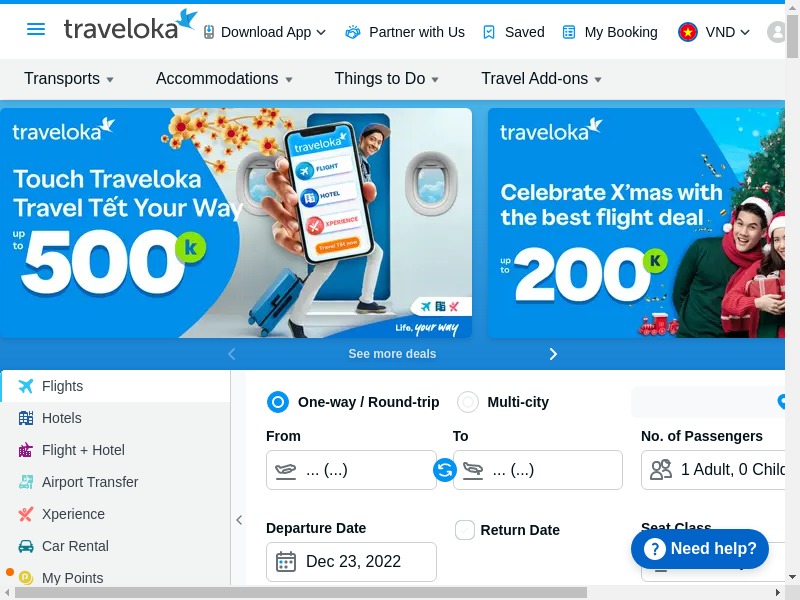 traveloka
Download App
Partner with Us
Saved
My Booking
VND
Transports
Accommodations
Things to Do
Travel Add-ons
traveloka
Touch Traveloka
Travel Tết Your Way
up to 500k
traveloka
FLIGHT
HOTEL
XPERIENCE
Travel Tết now
Life, your way
traveloka
Celebrate X'mas with
the best flight deal
up to 200K
See more deals
Flights
Hotels
Flight + Hotel
Airport Transfer
Xperience
Car Rental
My Points
One-way / Round-trip
Multi-city
From
To
No. of Passengers
... (...)
... (...)
1 Adult, 0 Child
Departure Date
Return Date
Seat Class
Dec 23, 2022
Need help?